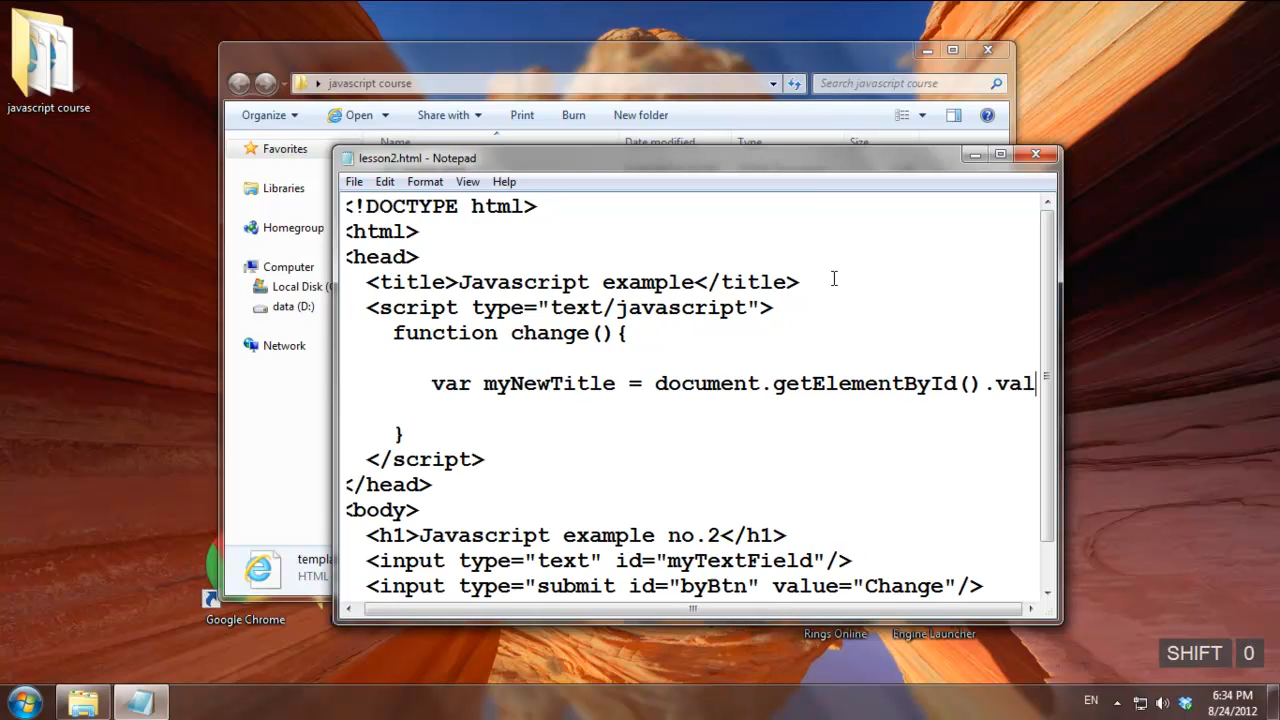 javascript course
javascript course
Search javascript course
Organize
Open
Share with
Print
Burn
New folder
Favorites
Name
Date modified
Type
Size
Libraries
Homegroup
Computer
Local Disk (
data (D:)
Network
templa
HTML
lesson2.html - Notepad
File Edit Format View Help
<!DOCTYPE html>
<html>
<head>
<title>Javascript example</title>
<script type="text/javascript">
function change(){
var myNewTitle = document.getElementById().val
}
</script>
</head>
<body>
<h1>Javascript example no.2</h1>
<input type="text" id="myTextField"/>
<input type="submit id="byBtn" value="Change"/>
Google Chrome
Rings Online
Engine Launcher
SHIFT 0
EN
6:34 PM
8/24/2012